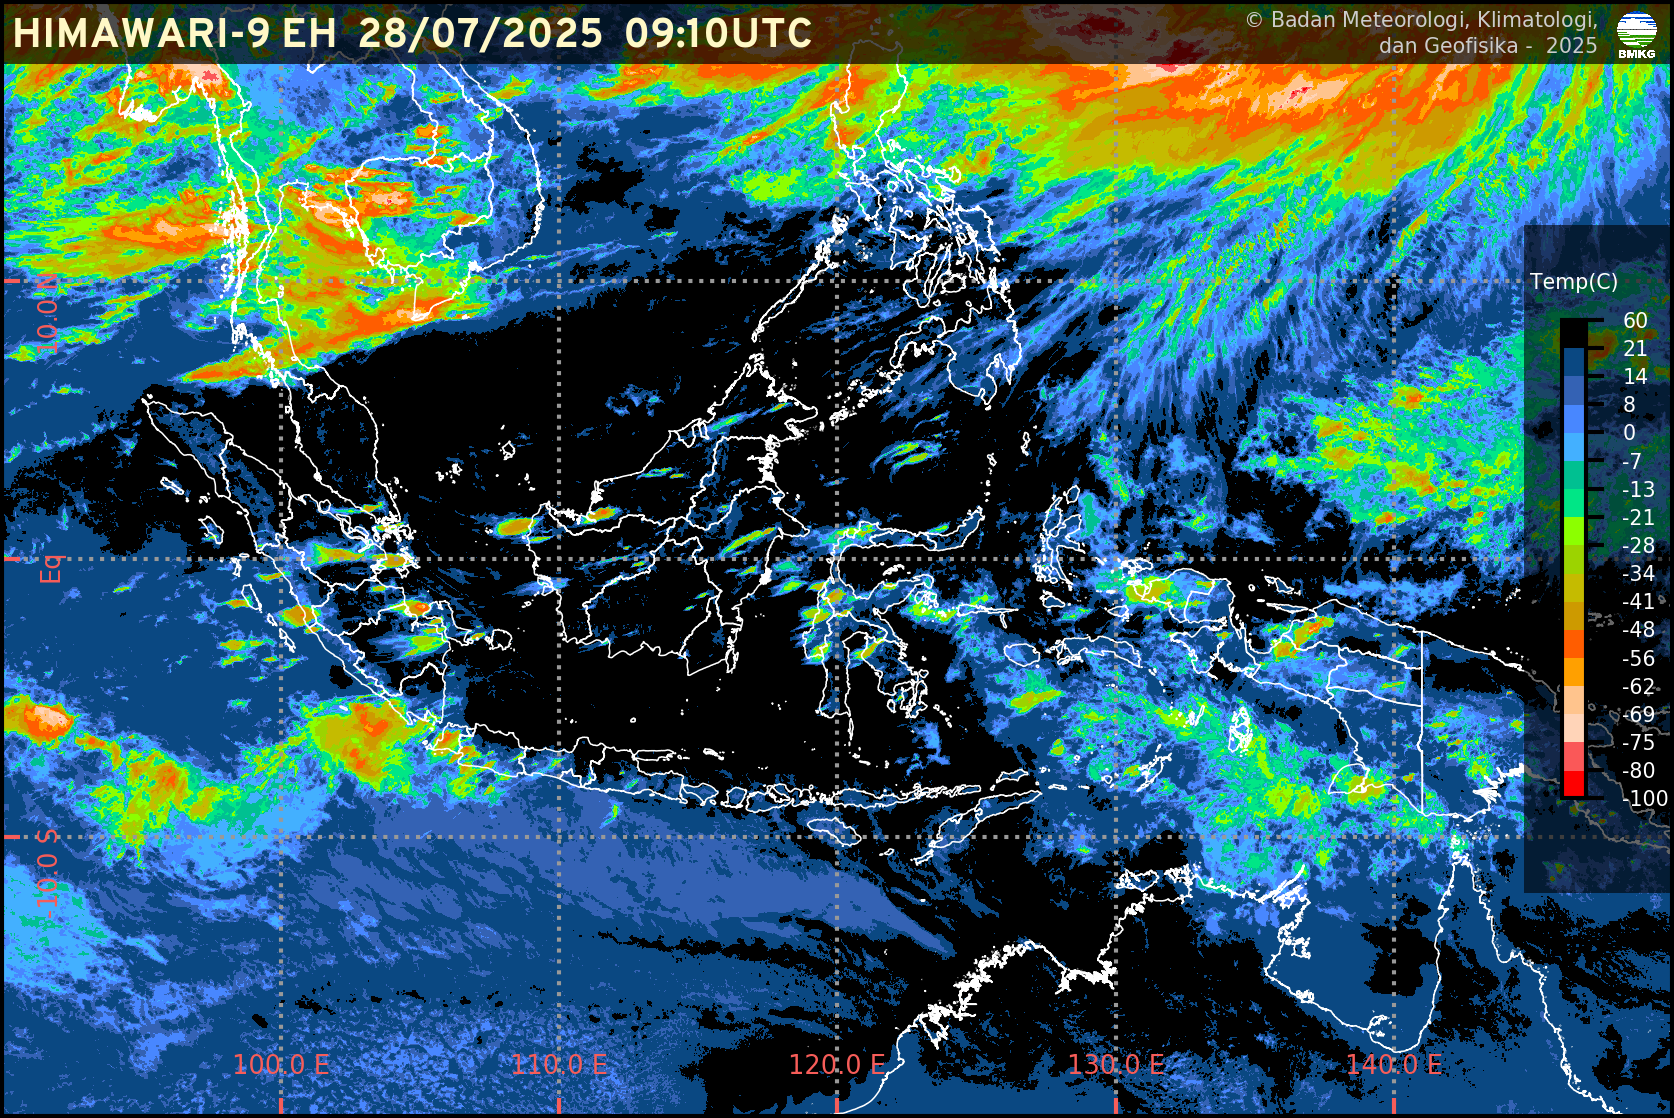 HIMAWARI-9 EH 28/07/2025 09:10UTC
© Badan Meteorologi, Klimatologi,
dan Geofisika - 2025
BMKG
Temp(C)
60
21
14
8
0
-7
-13
-21
-28
-34
-41
-48
-56
-62
-69
-75
-80
-100
10.0 N
Eq
-10.0 S
100.0 E
110.0 E
120.0 E
130.0 E
140.0 E